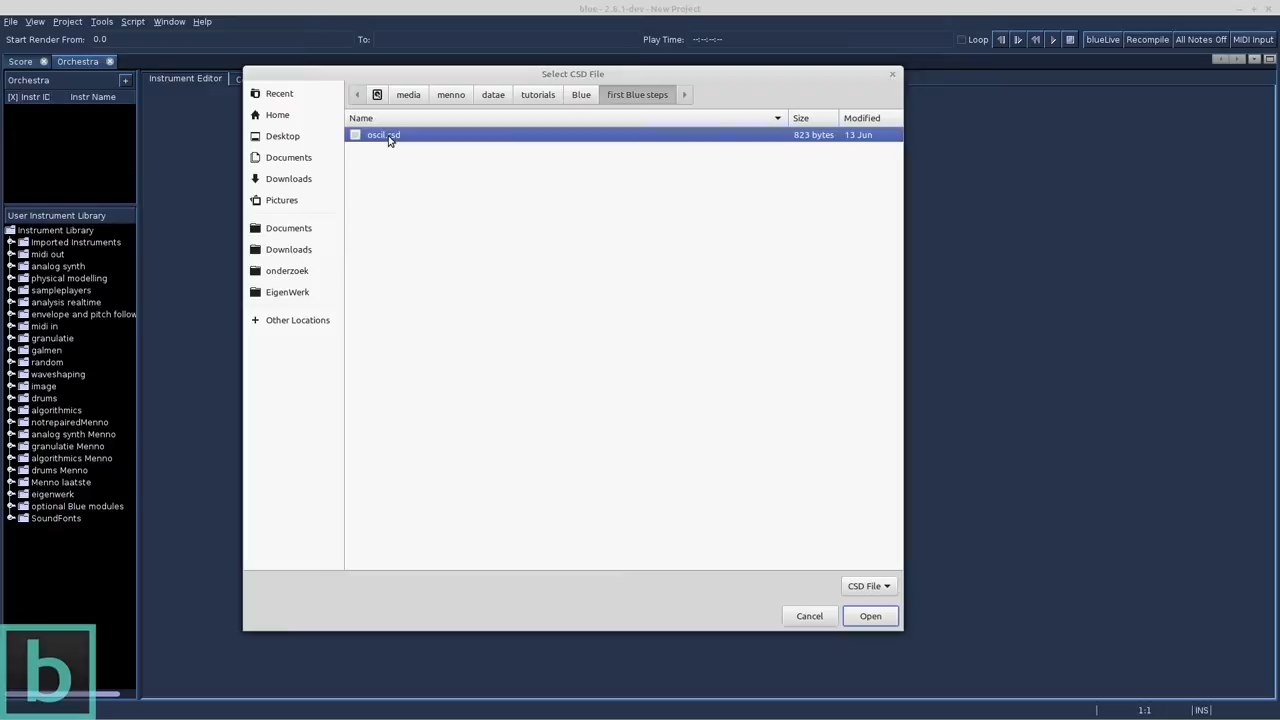 blue - 2.8.1-dev - New Project
File View Project Tools Script Window Help
Start Render From: 0.0 To: Play Time: --:--:--:-- Loop blueLive Recompile All Notes Off MIDI Input
Score Orchestra
Orchestra +
Instrument Editor
[X] Instr ID Instr Name
User Instrument Library
Instrument Library
Imported Instruments
midi out
analog synth
physical modelling
sampleplayers
analysis realtime
envelope and pitch follow
midi in
granulatie
galmen
random
waveshaping
image
drums
algorithmics
notrepairedMenno
analog synth Menno
granulatie Menno
algorithmics Menno
drums Menno
Menno laatste
eigenwerk
optional Blue modules
SoundFonts
Select CSD File
Recent
Home
Desktop
Documents
Downloads
Pictures
Documents
Downloads
onderzoek
EigenWerk
+ Other Locations
media menno datae tutorials Blue first Blue steps
Name Size Modified
oscil.csd 823 bytes 13 Jun
CSD File
Cancel Open
b
1:1 INS